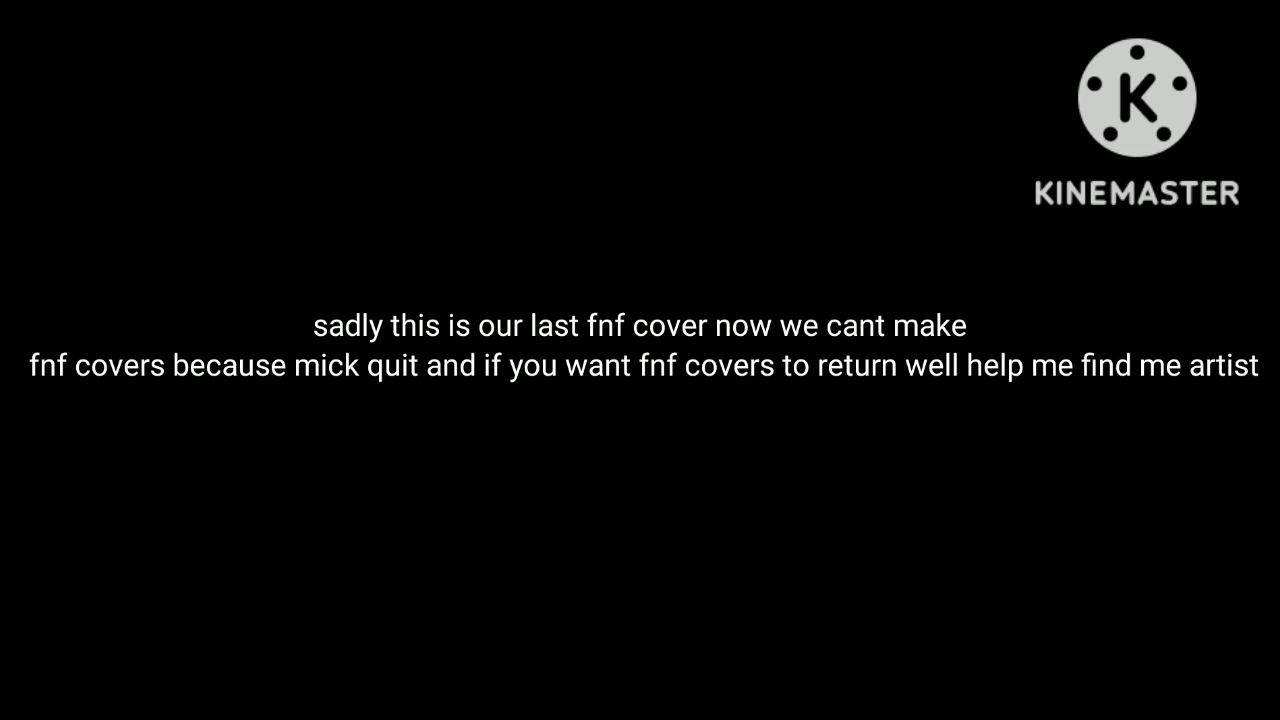 K
KINEMASTER
sadly this is our last fnf cover now we cant make
fnf covers because mick quit and if you want fnf covers to return well help me find me artist